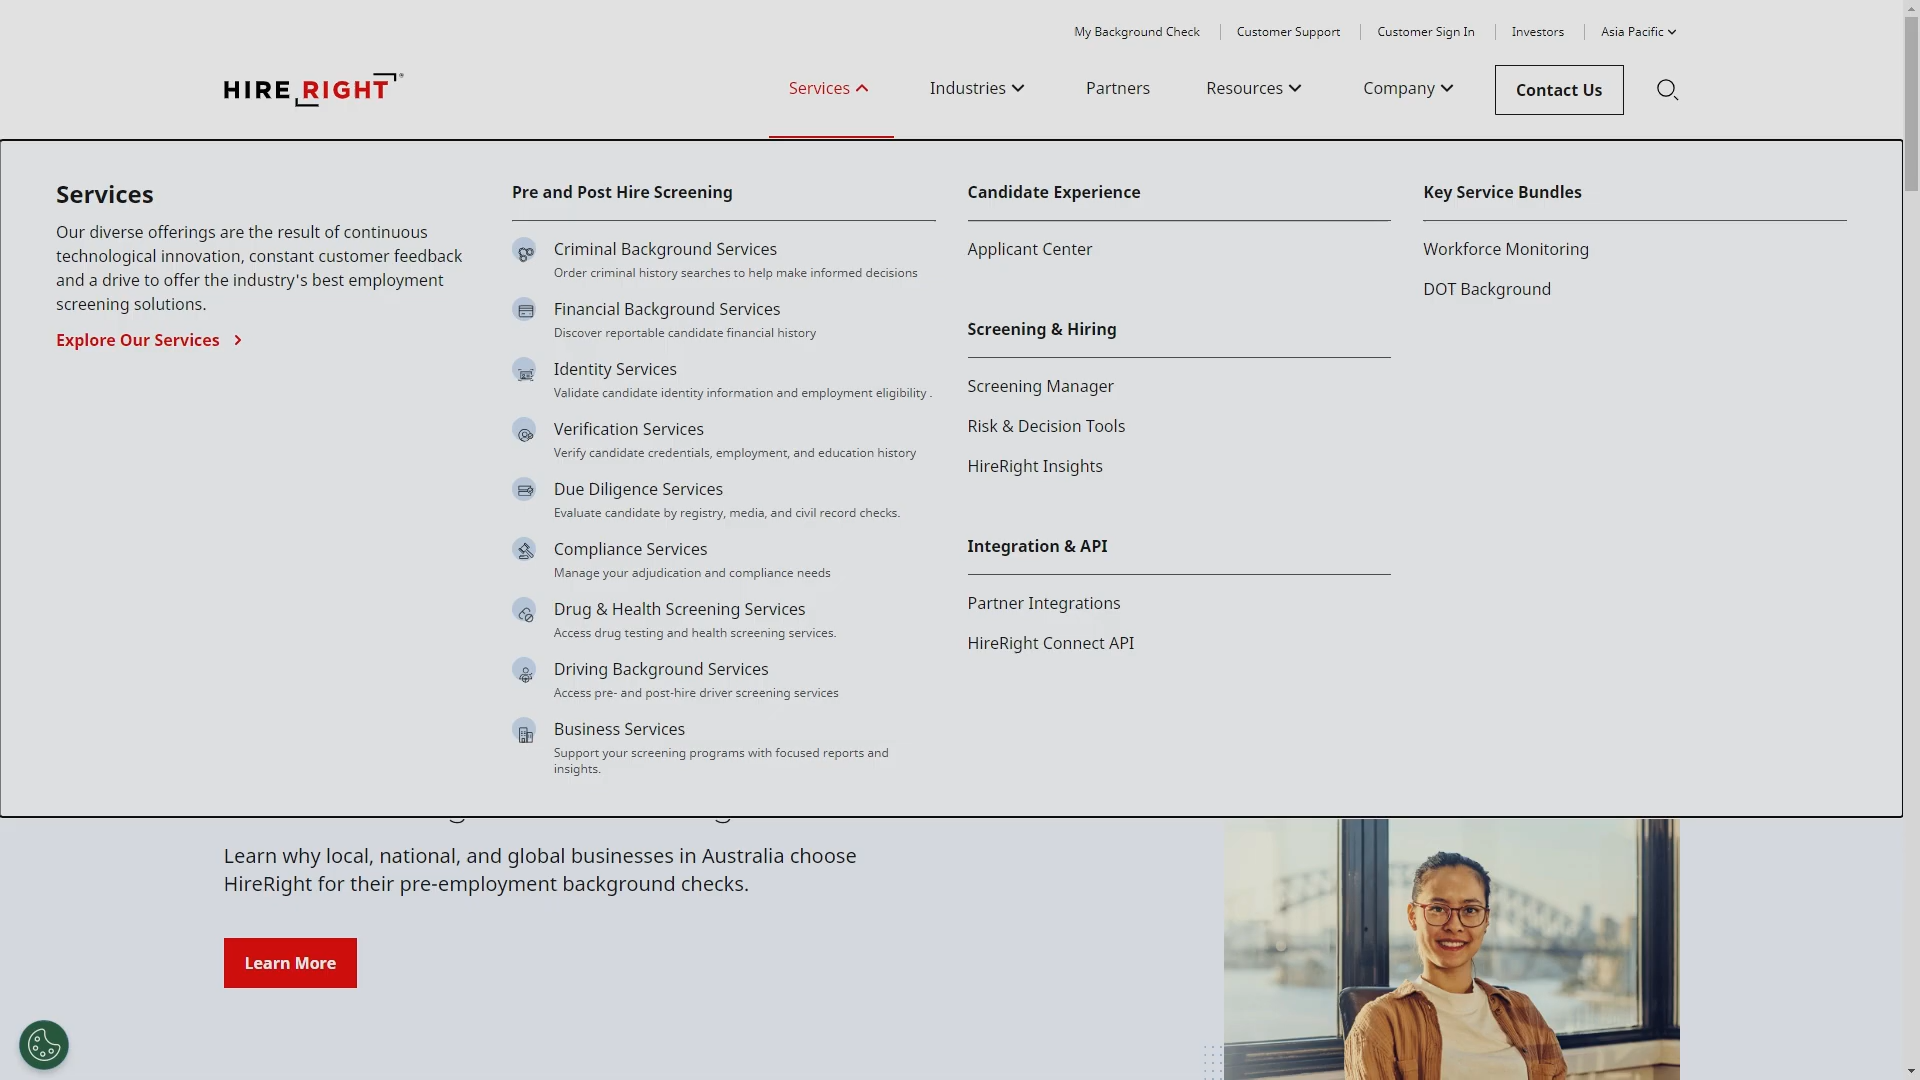 My Background Check
Customer Support
Customer Sign In
Investors
Asia Pacific
HIRE RIGHT®
Services
Industries
Partners
Resources
Company
Contact Us
Services
Our diverse offerings are the result of continuous
technological innovation, constant customer feedback
and a drive to offer the industry's best employment
screening solutions.
Explore Our Services
Pre and Post Hire Screening
Criminal Background Services
Order criminal history searches to help make informed decisions
Financial Background Services
Discover reportable candidate financial history
Identity Services
Validate candidate identity information and employment eligibility .
Verification Services
Verify candidate credentials, employment, and education history
Due Diligence Services
Evaluate candidate by registry, media, and civil record checks.
Compliance Services
Manage your adjudication and compliance needs
Drug & Health Screening Services
Access drug testing and health screening services.
Driving Background Services
Access pre- and post-hire driver screening services
Business Services
Support your screening programs with focused reports and
insights.
Candidate Experience
Applicant Center
Screening & Hiring
Screening Manager
Risk & Decision Tools
HireRight Insights
Integration & API
Partner Integrations
HireRight Connect API
Key Service Bundles
Workforce Monitoring
DOT Background
Learn why local, national, and global businesses in Australia choose
HireRight for their pre-employment background checks.
Learn More